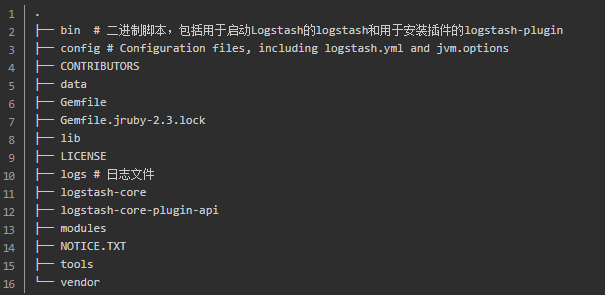 1 .
2 ├── bin  # 二进制脚本，包括用于启动Logstash的logstash和用于安装插件的logstash-plugin
3 ├── config # Configuration files, including logstash.yml and jvm.options
4 ├── CONTRIBUTORS
5 ├── data
6 ├── Gemfile
7 ├── Gemfile.jruby-2.3.lock
8 ├── lib
9 ├── LICENSE
10 ├── logs # 日志文件
11 ├── logstash-core
12 ├── logstash-core-plugin-api
13 ├── modules
14 ├── NOTICE.TXT
15 ├── tools
16 └── vendor